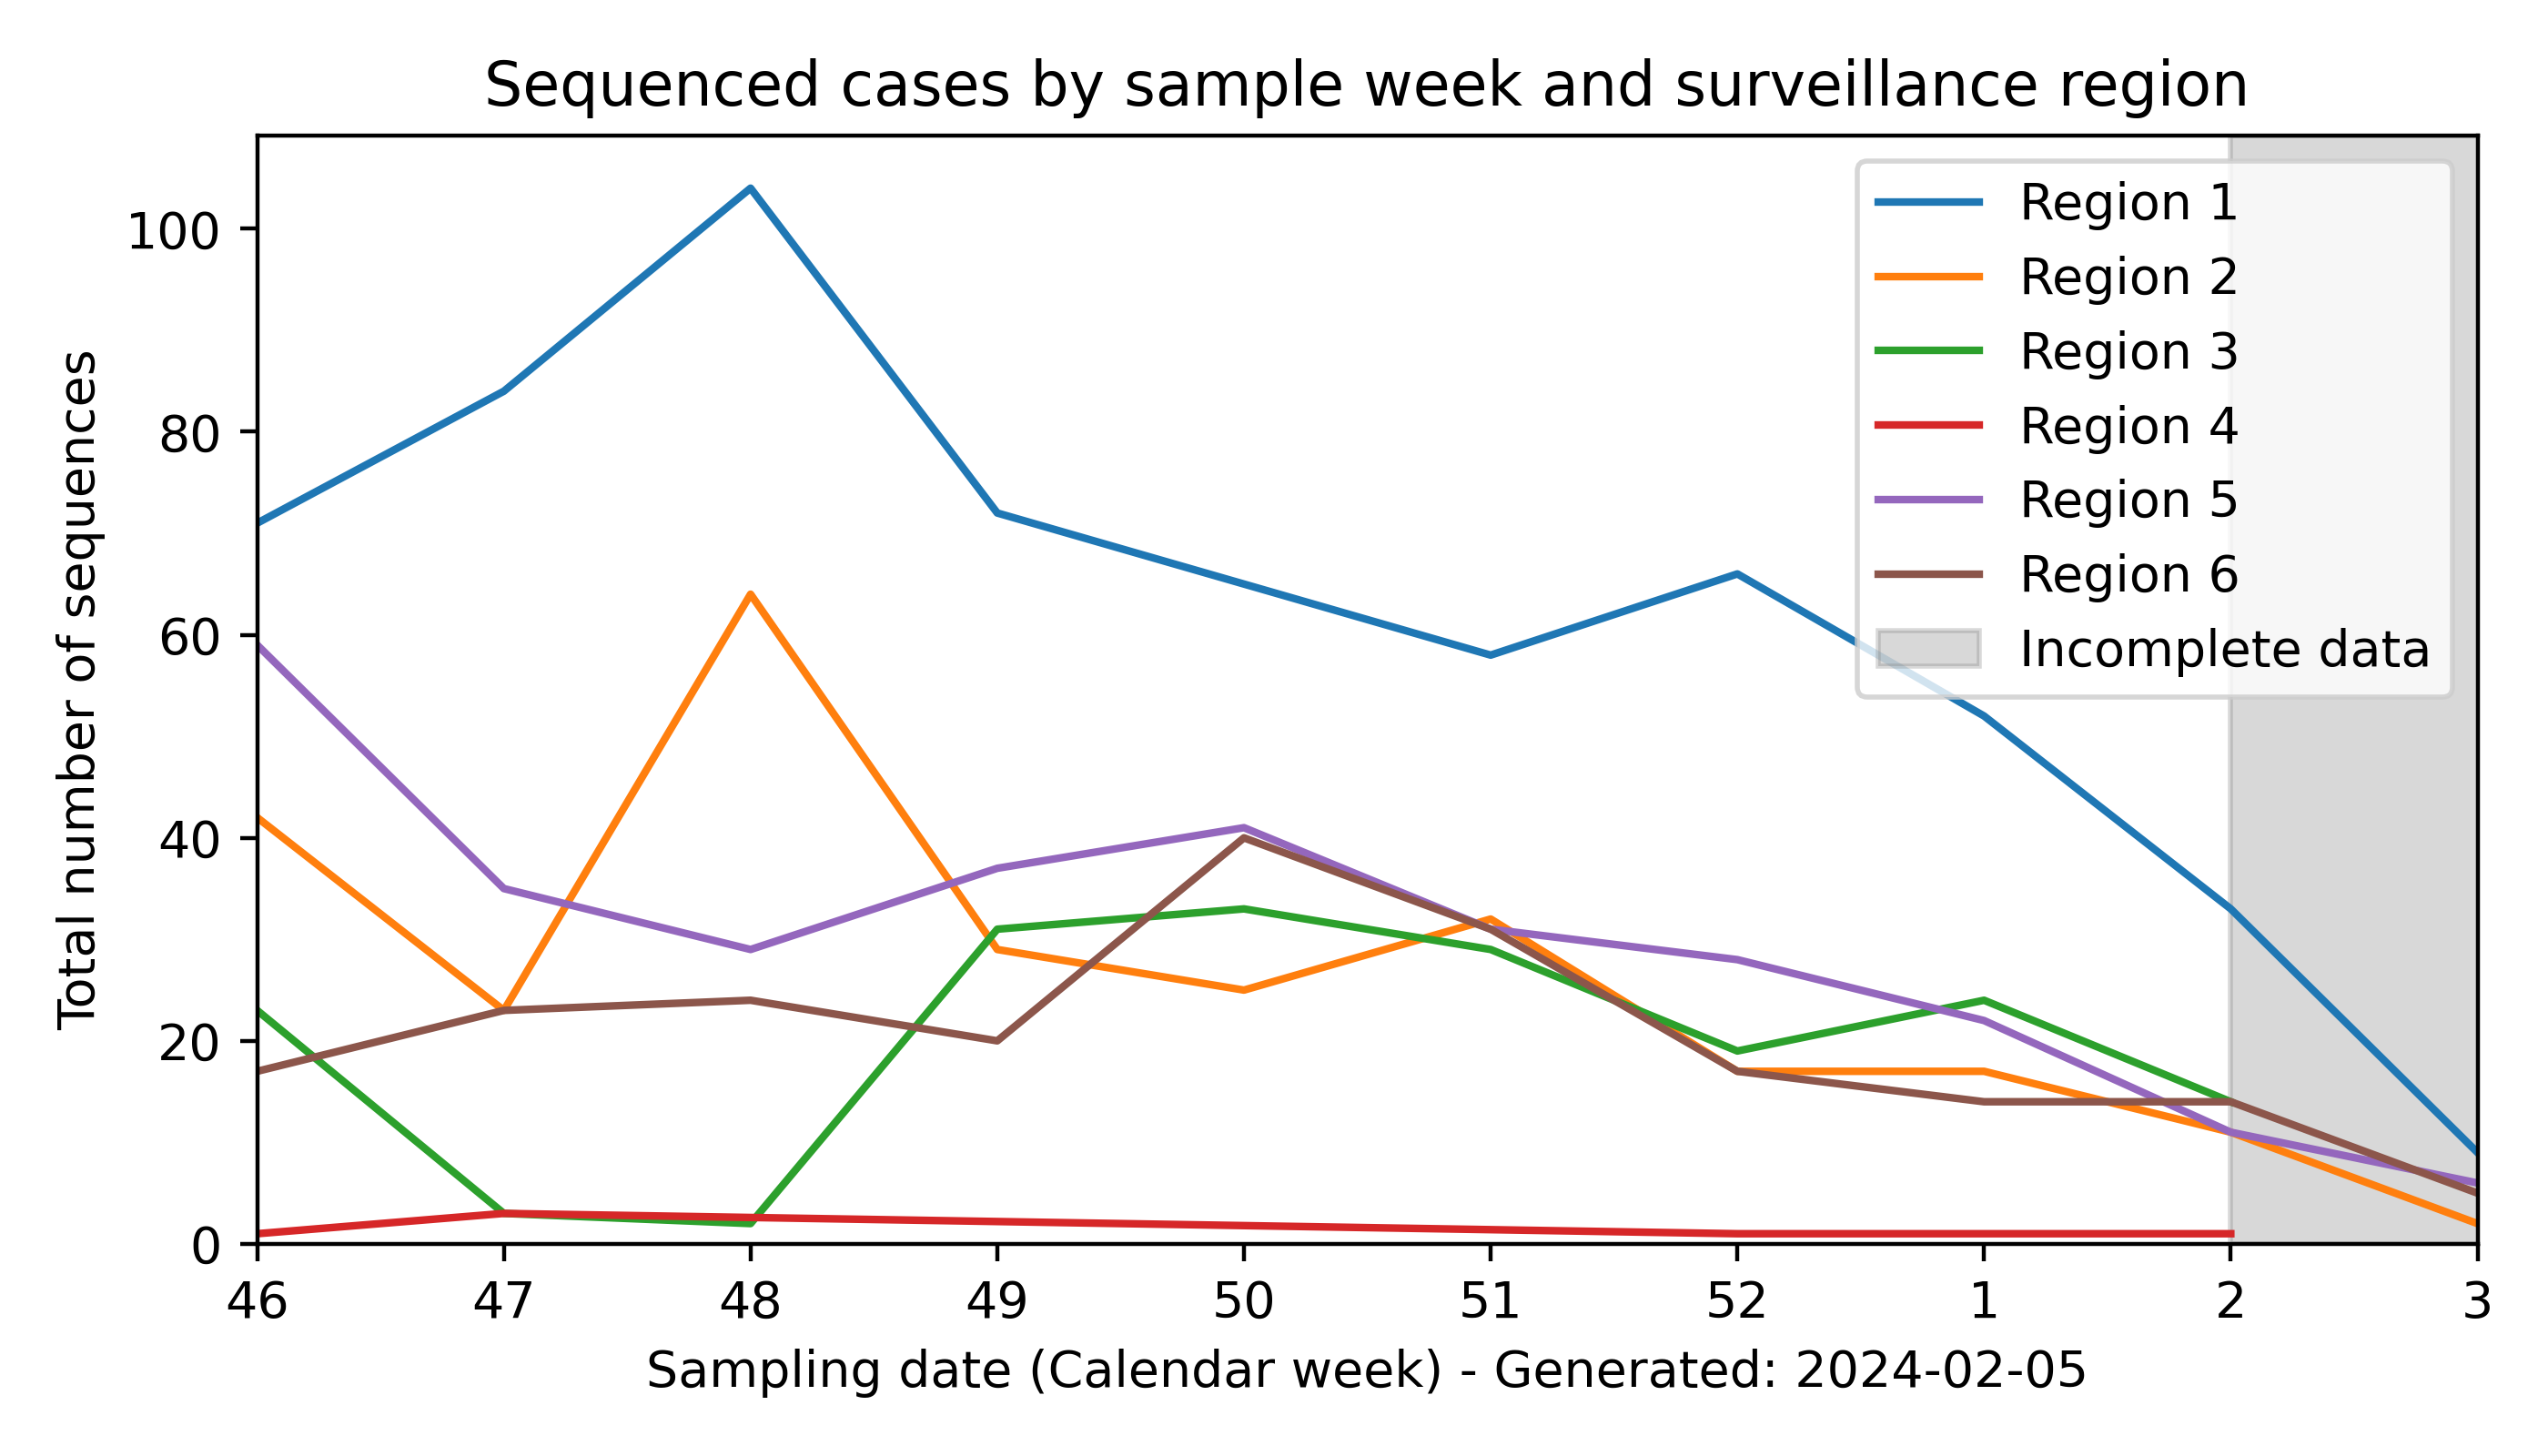 Sequenced cases by sample week and surveillance region
Total number of sequences
100
80
60
40
20
0
Region 1
Region 2
Region 3
Region 4
Region 5
Region 6
Incomplete data
46 47 48 49 50 51 52 1 2 3
Sampling date (Calendar week) - Generated: 2024-02-05